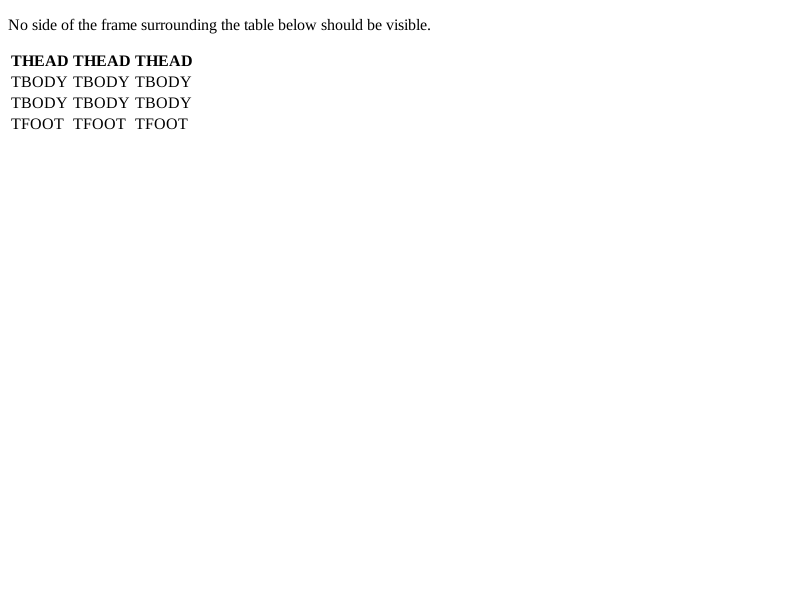 No side of the frame surrounding the table below should be visible.
THEAD THEAD THEAD
TBODY TBODY TBODY
TBODY TBODY TBODY
TFOOT TFOOT TFOOT